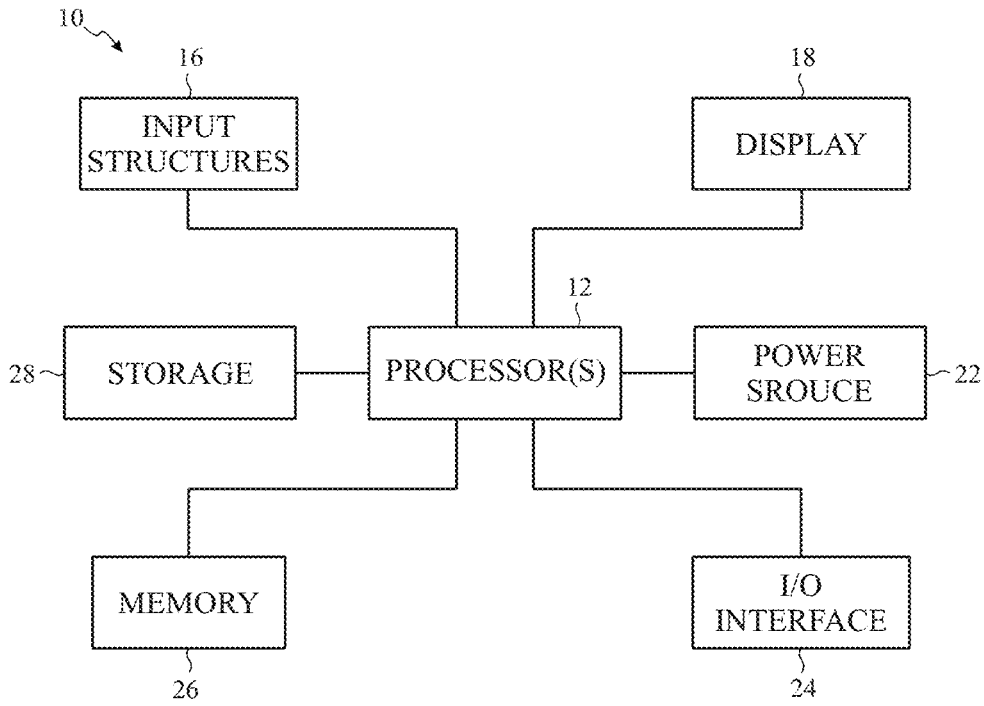 10
16
18
INPUT
STRUCTURES
DISPLAY
12
28
STORAGE
PROCESSOR(S)
POWER
SROUCE
22
MEMORY
I/O
INTERFACE
26
24